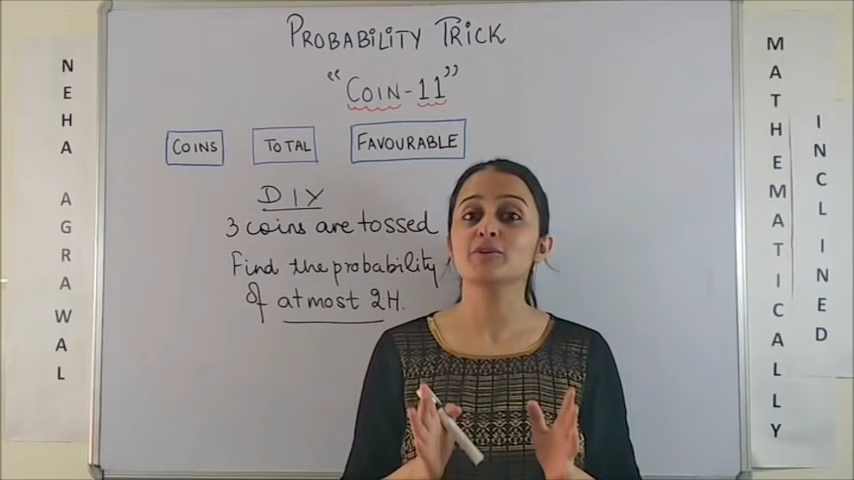 NEHA AGRAWAL
PROBABILITY TRICK
"COIN-11"
COINS TOTAL FAVOURABLE
DIY
3 coins are tossed
Find the probability
of atmost 2H.
MATHEMATICALLY
INCLINED